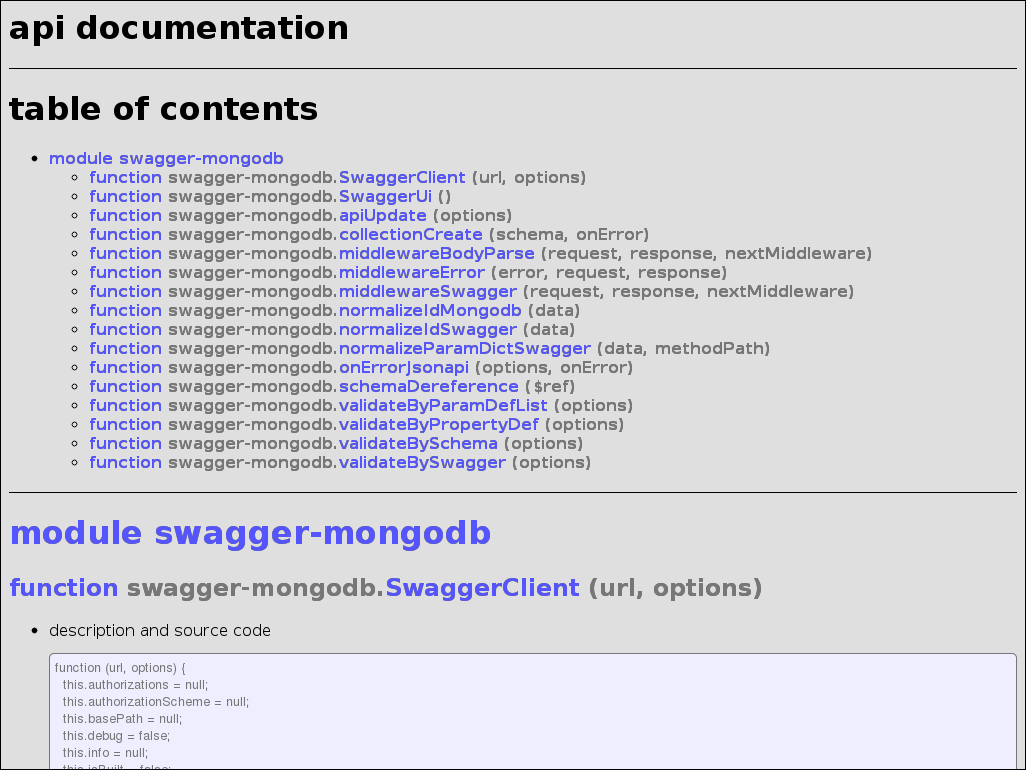 api documentation
table of contents
module swagger-mongodb
function swagger-mongodb.SwaggerClient (url, options)
function swagger-mongodb.SwaggerUi ()
function swagger-mongodb.apiUpdate (options)
function swagger-mongodb.collectionCreate (schema, onError)
function swagger-mongodb.middlewareBodyParse (request, response, nextMiddleware)
function swagger-mongodb.middlewareError (error, request, response)
function swagger-mongodb.middlewareSwagger (request, response, nextMiddleware)
function swagger-mongodb.normalizeIdMongodb (data)
function swagger-mongodb.normalizeIdSwagger (data)
function swagger-mongodb.normalizeParamDictSwagger (data, methodPath)
function swagger-mongodb.onErrorJsonapi (options, onError)
function swagger-mongodb.schemaDereference ($ref)
function swagger-mongodb.validateByParamDefList (options)
function swagger-mongodb.validateByPropertyDef (options)
function swagger-mongodb.validateBySchema (options)
function swagger-mongodb.validateBySwagger (options)
module swagger-mongodb
function swagger-mongodb.SwaggerClient (url, options)
description and source code
function (url, options) {
this.authorizations = null;
this.authorizationScheme = null;
this.basePath = null;
this.debug = false;
this.info = null;
this.isBuilt = false;